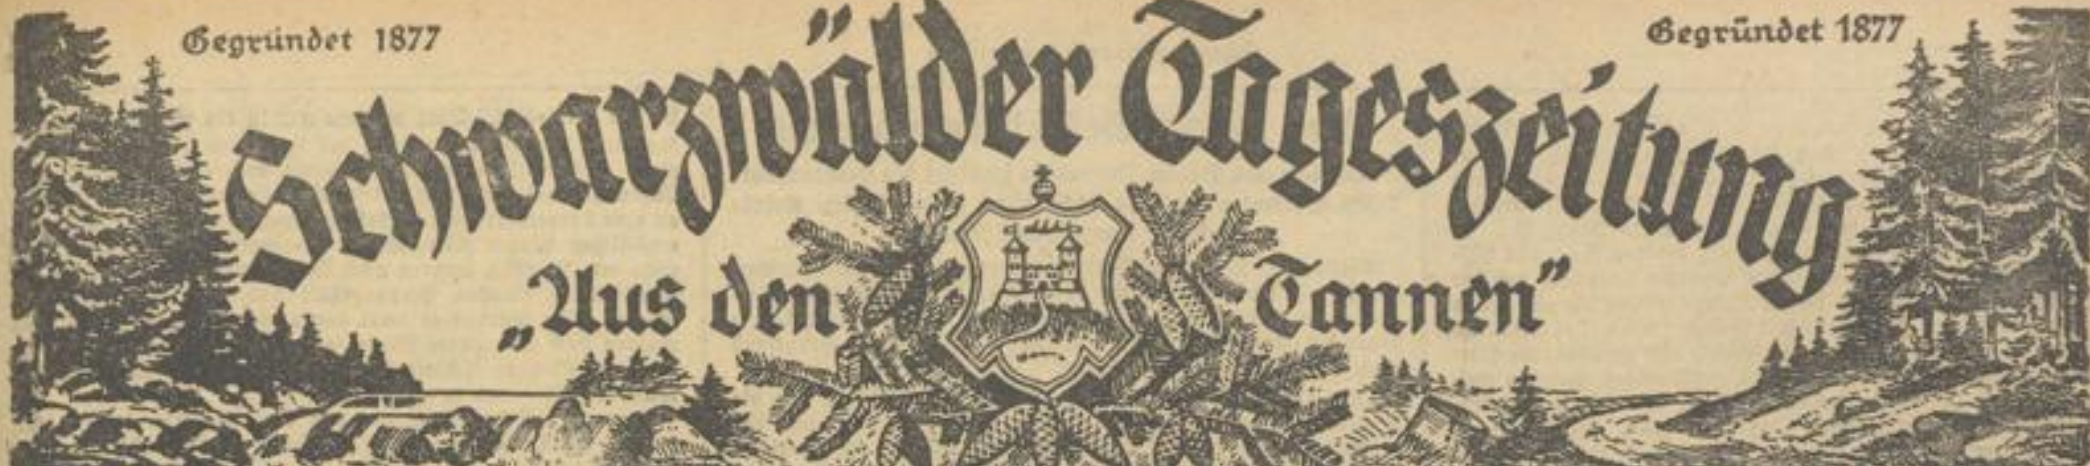 Gegründet 1877
Gegründet 1877
Schwarzwälder Tageszeitung
„Aus den Tannen”